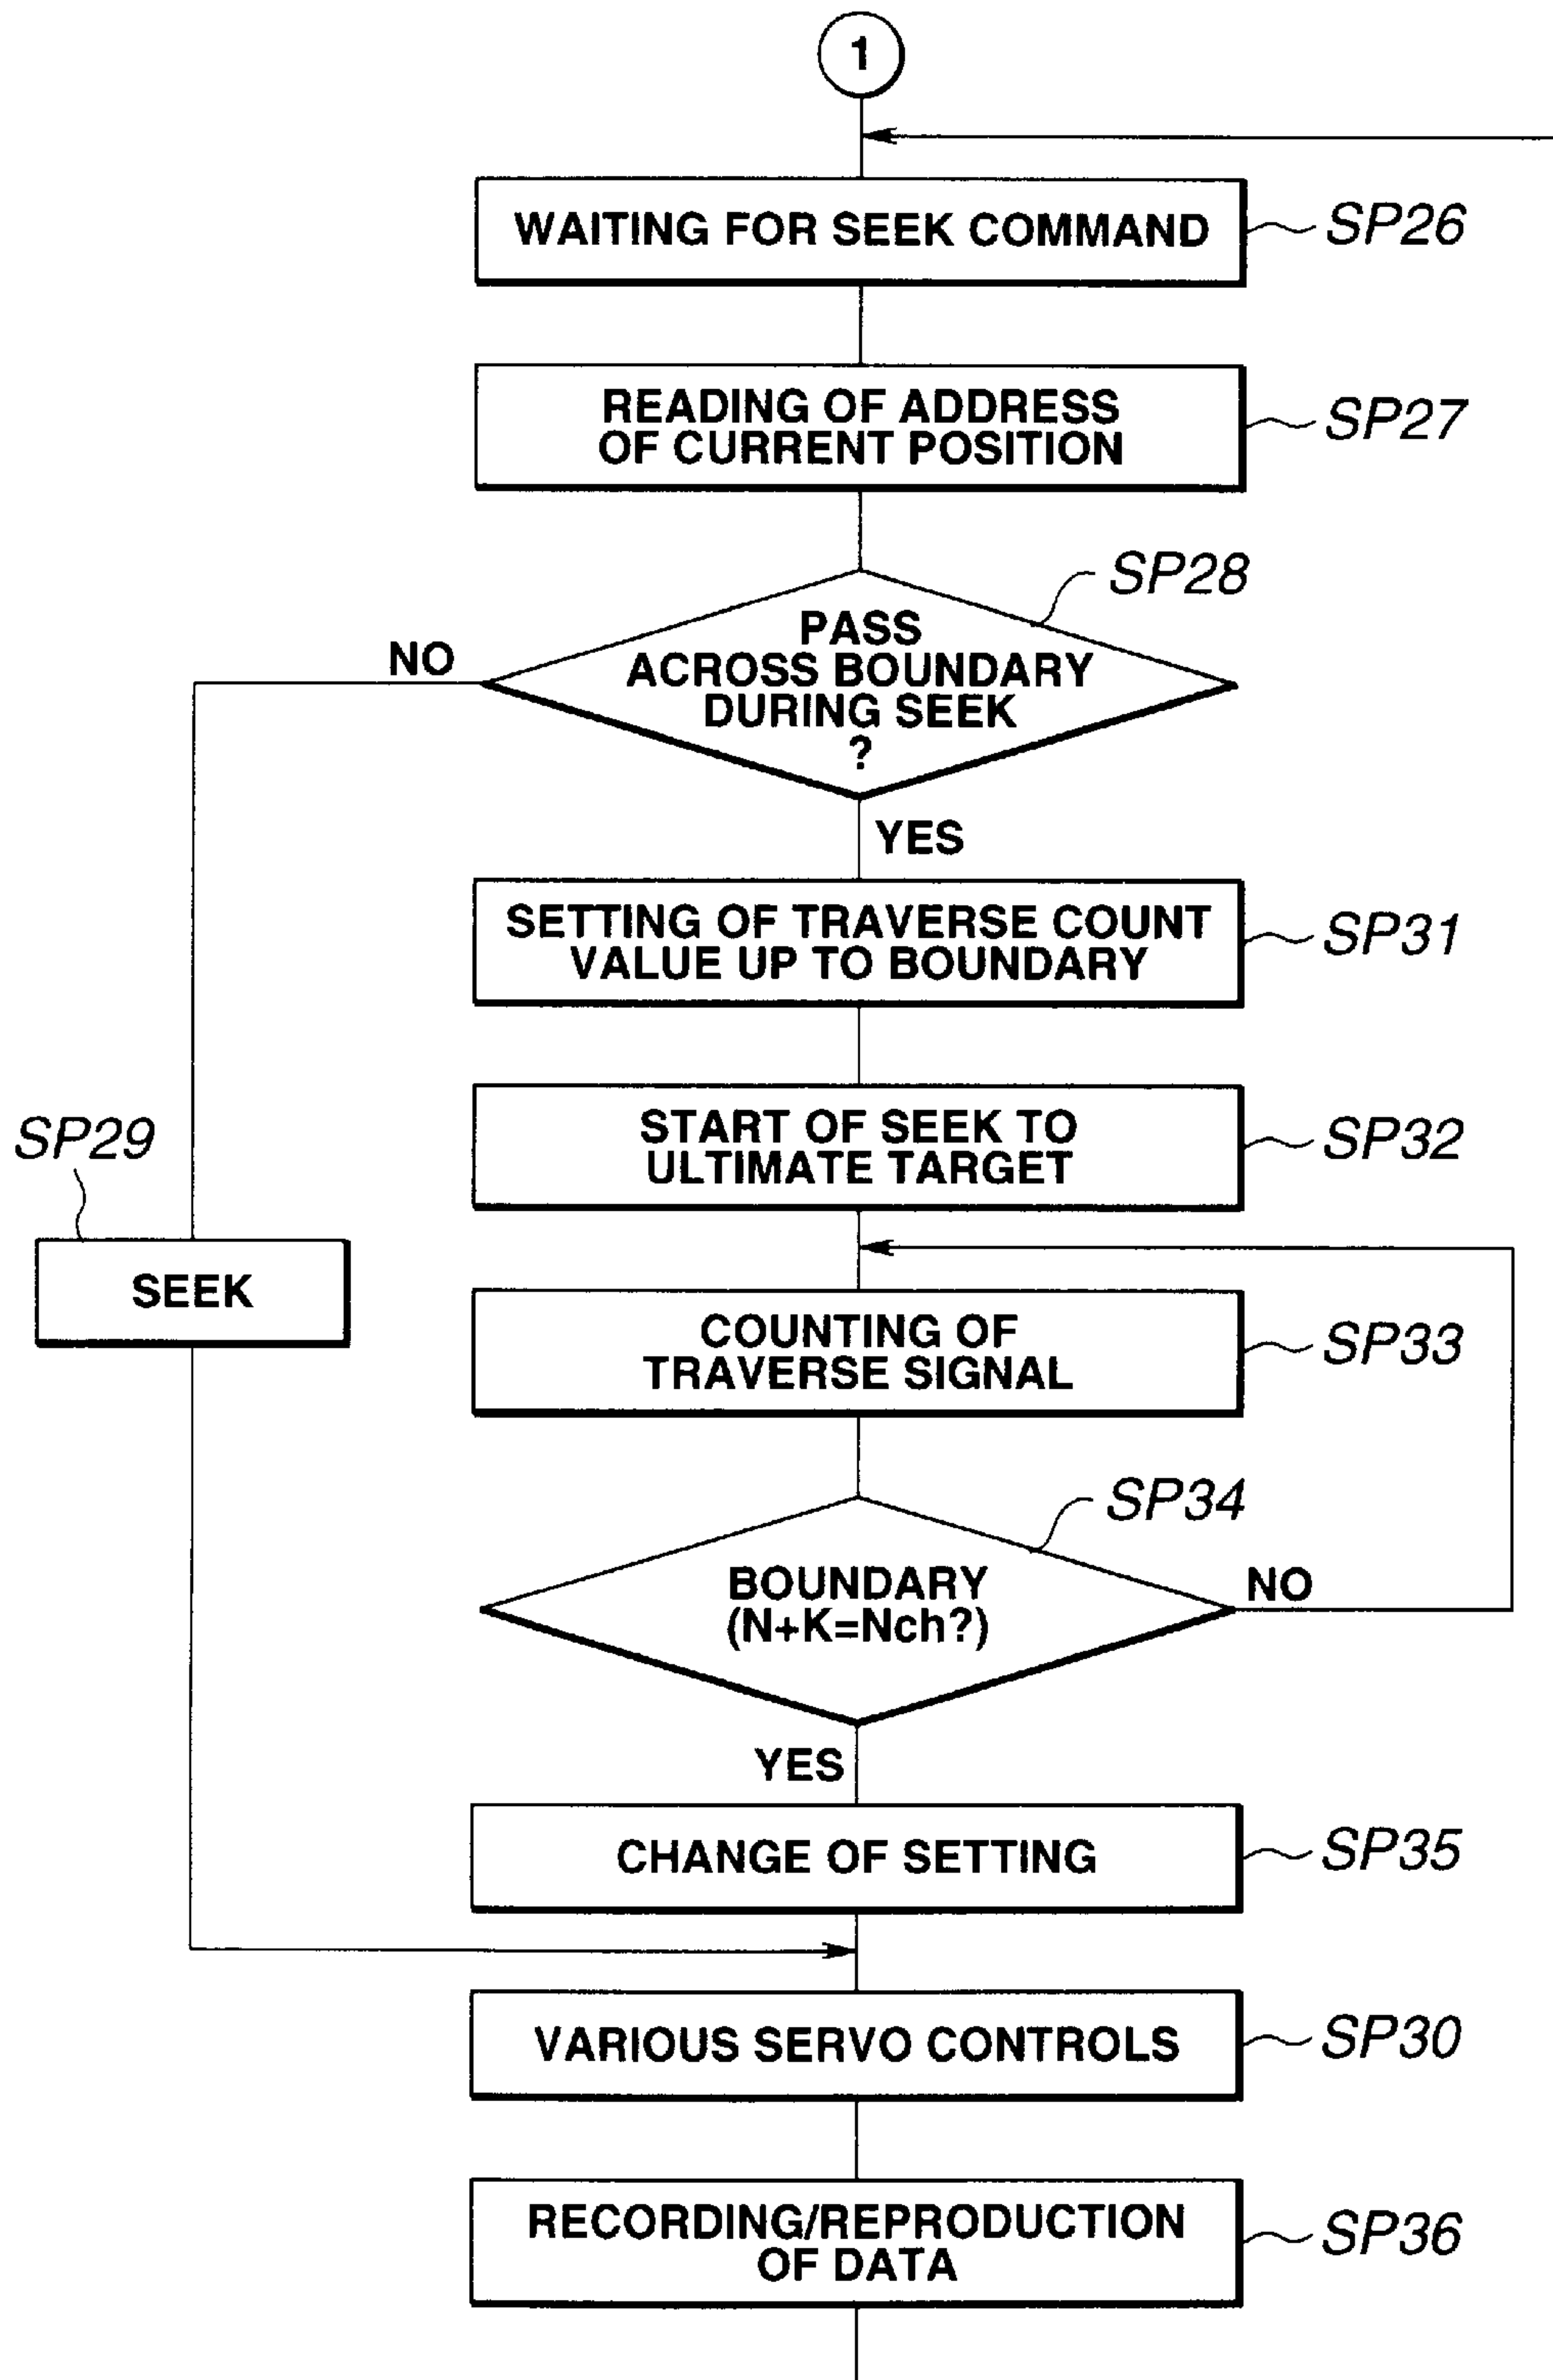 1
WAITING FOR SEEK COMMAND
SP26
READING OF ADDRESS
OF CURRENT POSITION
SP27
SP28
PASS
ACROSS BOUNDARY
DURING SEEK
?
NO
YES
SETTING OF TRAVERSE COUNT
VALUE UP TO BOUNDARY
SP31
START OF SEEK TO
ULTIMATE TARGET
SP32
SP29
SEEK
COUNTING OF
TRAVERSE SIGNAL
SP33
SP34
BOUNDARY
(N+K=Nch?)
NO
YES
CHANGE OF SETTING
SP35
VARIOUS SERVO CONTROLS
SP30
RECORDING/REPRODUCTION
OF DATA
SP36